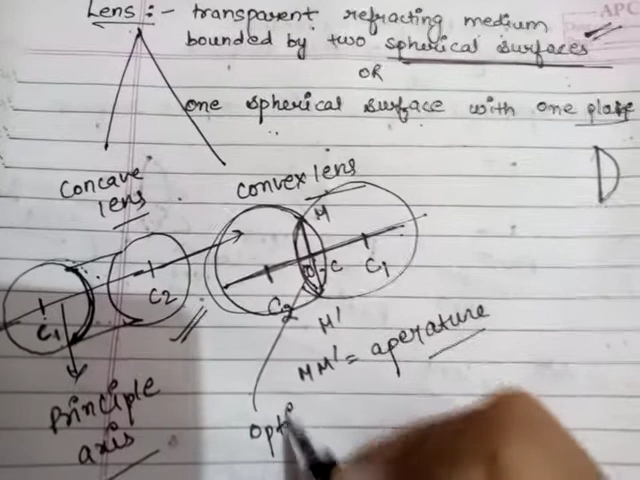 APC
Lens :- transparent refracting medium
bounded by two spherical surfaces
OR
one spherical surface with one plane
Concave lens
Convex lens
M
C1
C2
C2
O
C
C1
M'
MM' = aperature
Principle axis
opti